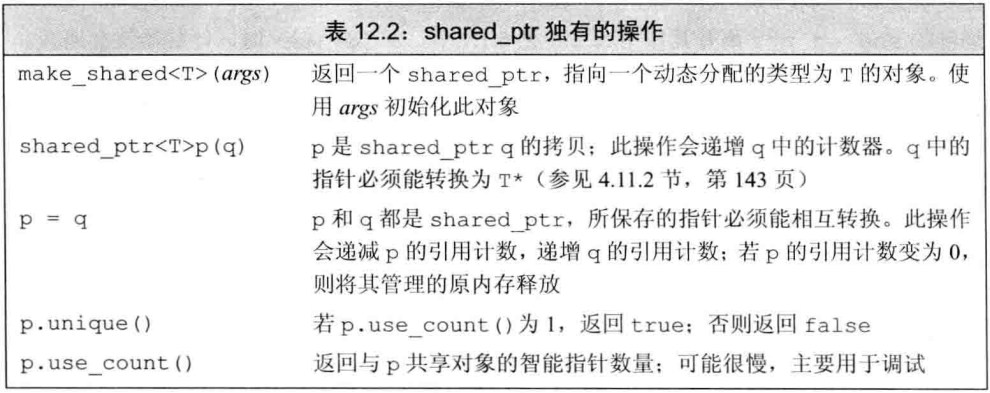 表 12.2：shared_ptr 独有的操作
make_shared<T>(args) 返回一个 shared_ptr，指向一个动态分配的类型为 T 的对象。使
用 args 初始化此对象
shared_ptr<T>p(q) p 是 shared_ptr q 的拷贝；此操作会递增 q 中的计数器。q 中的
指针必须能转换为 T*（参见 4.11.2 节，第 143 页）
p = q p 和 q 都是 shared_ptr，所保存的指针必须能相互转换。此操作
会递减 p 的引用计数，递增 q 的引用计数；若 p 的引用计数变为 0，
则将其管理的原内存释放
p.unique() 若 p.use_count()为 1，返回 true；否则返回 false
p.use_count() 返回与 p 共享对象的智能指针数量；可能很慢，主要用于调试